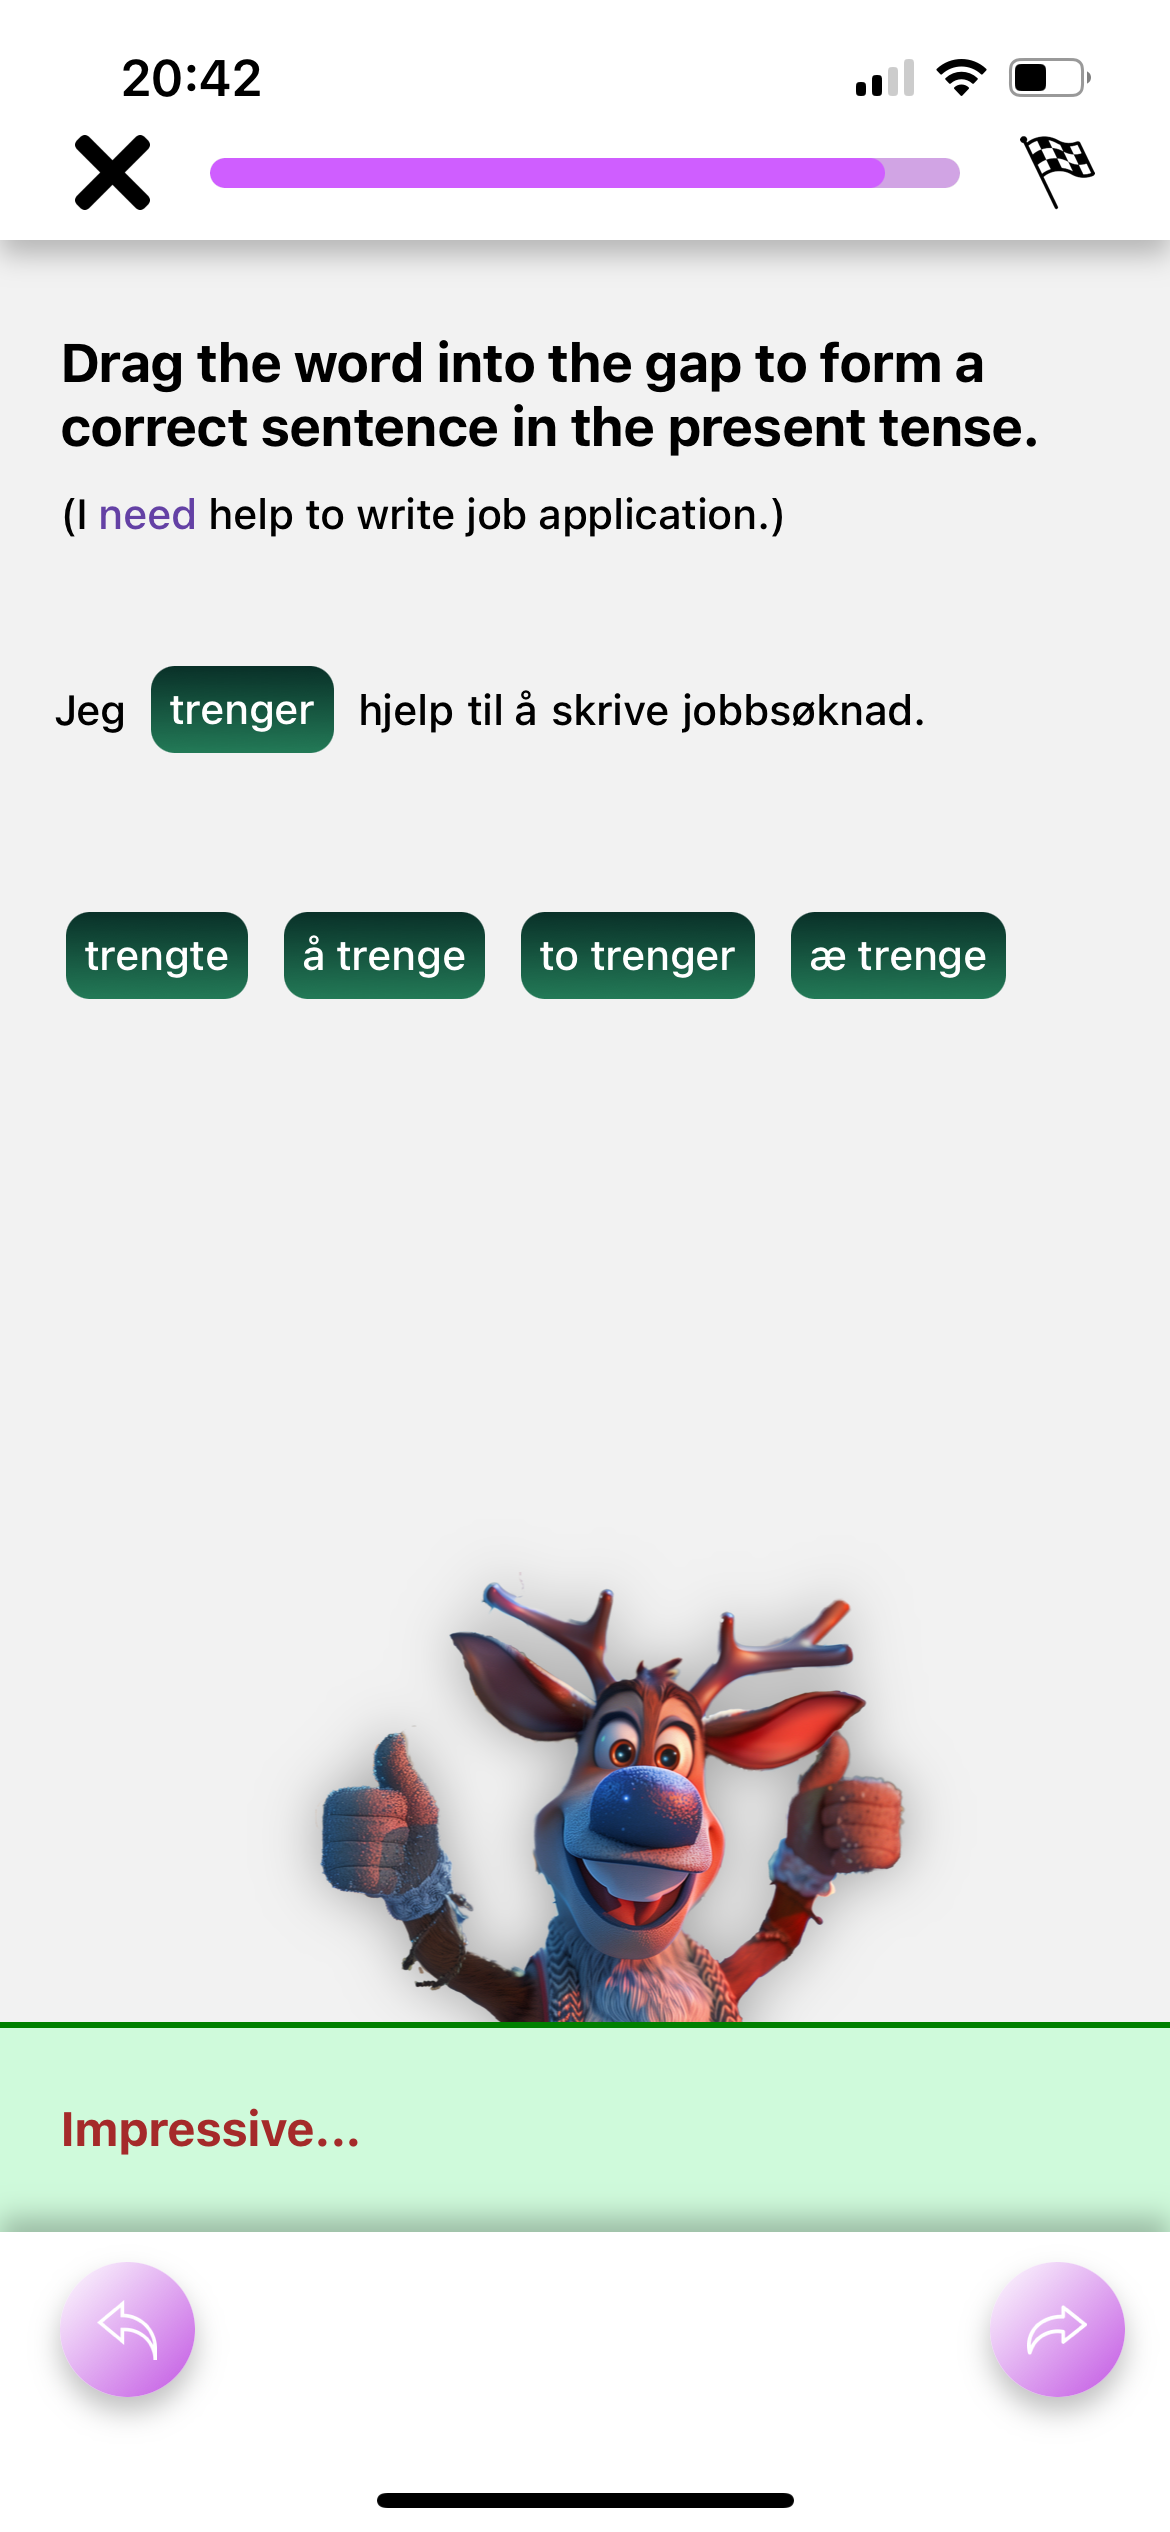 20:42
Drag the word into the gap to form a
correct sentence in the present tense.
(I need help to write job application.)
Jeg trenger hjelp til å skrive jobbsøknad.
trengte å trenge to trenger æ trenge
Impressive...